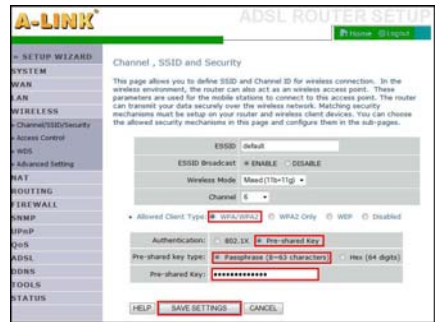 A-LINK
ADSL ROUTER SETUP
Home Logout
SETUP WIZARD
SYSTEM
WAN
LAN
WIRELESS
Channel/SSID/Security
Access Control
WDS
Advanced Setting
NAT
ROUTING
FIREWALL
SNMP
UPnP
QoS
ADSL
DDNS
TOOLS
STATUS
Channel , SSID and Security
This page allows you to define SSID and Channel ID for wireless connection. In the
wireless environment, the router can also act as an wireless access point. These
parameters are used for the mobile stations to connect to this access point. The router
can transmit your data securely over the wireless network. Matching security
mechanisms must be setup on your router and wireless client devices. You can choose
the allowed security mechanisms in this page and configure them in the sub-pages.
ESSID default
ESSID Broadcast ENABLE DISABLE
Wireless Mode Mixed (11b+11g)
Channel 6
Allowed Client Type: WPA/WPA2 WPA2 Only WEP Disabled
Authentication: 802.1X Pre-shared Key
Pre-shared key type: Passphrase (8~63 characters) Hex (64 digits)
Pre-shared Key: •••••••••••••
HELP SAVE SETTINGS CANCEL